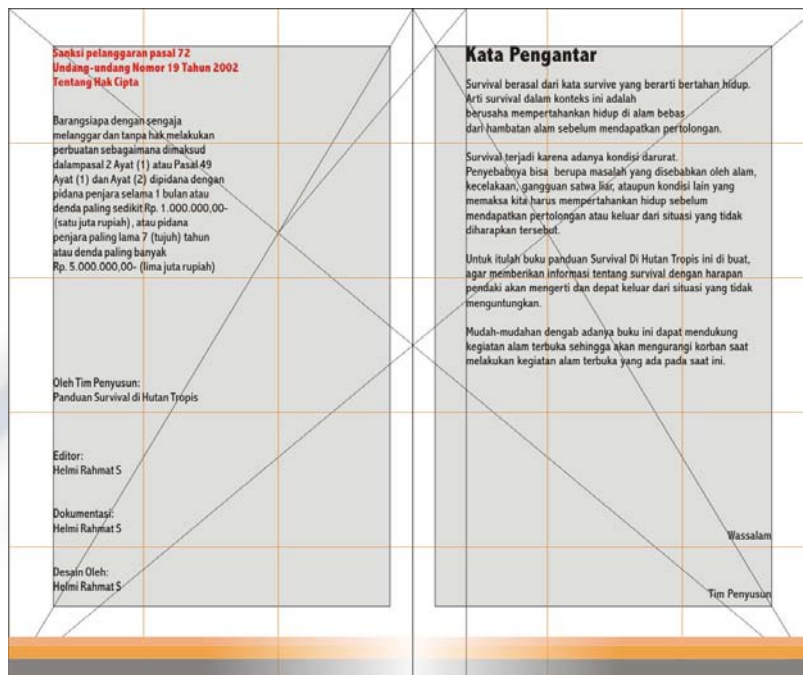 Sanksi pelanggaran pasal 72
Undang-undang Nomor 19 Tahun 2002
Tentang Hak Cipta
Barangsiapa dengan sengaja
melanggar dan tanpa hak melakukan
perbuatan sebagaimana dimaksud
dalampasal 2 Ayat (1) atau Pasal 49
Ayat (1) dan Ayat (2) dipidana dengan
pidana penjara selama 1 bulan atau
denda paling sedikit Rp. 1.000.000,00-
(satu juta rupiah), atau pidana
penjara paling lama 7 (tujuh) tahun
atau denda paling banyak
Rp. 5.000.000,00- (lima juta rupiah)
Oleh Tim Penyusun:
Panduan Survival di Hutan Tropis
Editor:
Helmi Rahmat S
Dokumentasi:
Helmi Rahmat S
Desain Oleh:
Helmi Rahmat S
Kata Pengantar
Survival berasal dari kata survive yang berarti bertahan hidup.
Arti survival dalam konteks ini adalah
berusaha mempertahankan hidup di alam bebas
dari hambatan alam sebelum mendapatkan pertolongan.
Survival terjadi karena adanya kondisi darurat.
Penyebabnya bisa berupa masalah yang disebabkan oleh alam,
kecelakaan, gangguan satwa liar, ataupun kondisi lain yang
memaksa kita harus mempertahankan hidup sebelum
mendapatkan pertolongan atau keluar dari situasi yang tidak
diharapkan tersebut.
Untuk itulah buku panduan Survival Di Hutan Tropis ini di buat,
agar memberikan informasi tentang survival dengan harapan
pendaki akan mengerti dan depat keluar dari situasi yang tidak
menguntungkan.
Mudah-mudahan dengab adanya buku ini dapat mendukung
kegiatan alam terbuka sehingga akan mengurangi korban saat
melakukan kegiatan alam terbuka yang ada pada saat ini.
Wassalam
Tim Penyusun